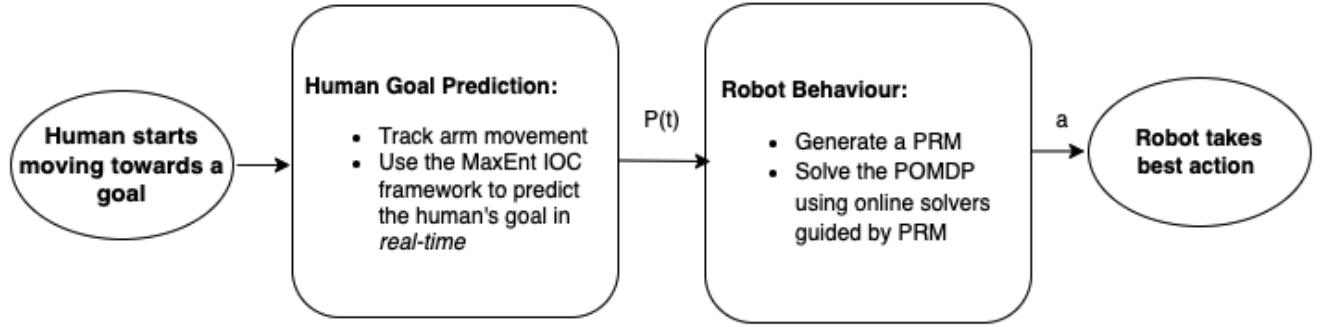 Human starts
moving towards a
goal
Human Goal Prediction:
• Track arm movement
• Use the MaxEnt IOC
framework to predict
the human's goal in
real-time
P(t)
Robot Behaviour:
• Generate a PRM
• Solve the POMDP
using online solvers
guided by PRM
a
Robot takes
best action